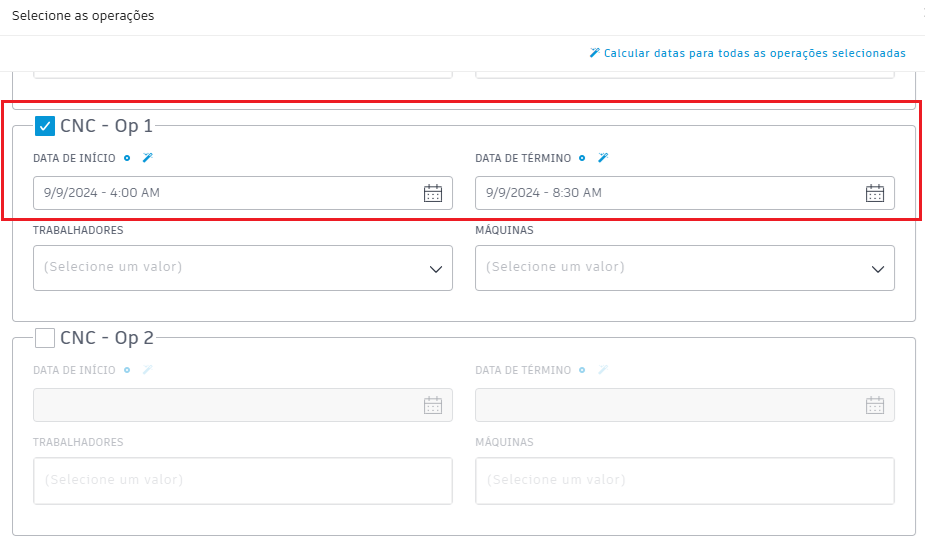 Selecione as operações
Calcular datas para todas as operações selecionadas
CNC - Op 1
DATA DE INÍCIO
DATA DE TÉRMINO
9/9/2024 - 4:00 AM
9/9/2024 - 8:30 AM
TRABALHADORES
MÁQUINAS
(Selecione um valor)
(Selecione um valor)
CNC - Op 2
DATA DE INÍCIO
DATA DE TÉRMINO
TRABALHADORES
MÁQUINAS
(Selecione um valor)
(Selecione um valor)